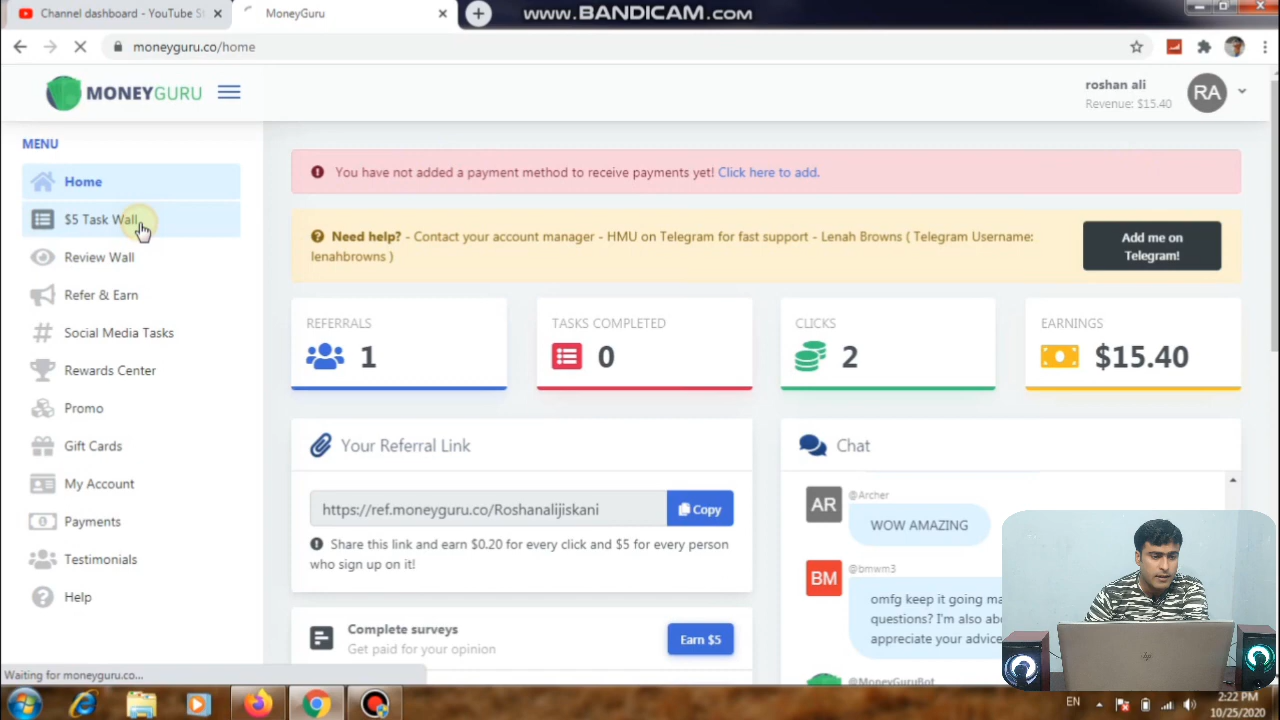 Channel dashboard - YouTube S
MoneyGuru
www.BANDICAM.com
moneyguru.co/home
MONEYGURU
roshan ali
Revenue: $15.40
RA
MENU
Home
$5 Task Wall
Review Wall
Refer & Earn
Social Media Tasks
Rewards Center
Promo
Gift Cards
My Account
Payments
Testimonials
Help
You have not added a payment method to receive payments yet! Click here to add.
Need help? - Contact your account manager - HMU on Telegram for fast support - Lenah Browns ( Telegram Username:
lenahbrowns )
Add me on
Telegram!
REFERRALS
1
TASKS COMPLETED
0
CLICKS
2
EARNINGS
$15.40
Your Referral Link
https://ref.moneyguru.co/Roshanalijiskani
Copy
Share this link and earn $0.20 for every click and $5 for every person
who sign up on it!
Complete surveys
Get paid for your opinion
Earn $5
Chat
AR
@Archer
WOW AMAZING
BM
@bmwm3
omfg keep it going ma
questions? I'm also abo
appreciate your advice
@MoneyGuruBot
Waiting for moneyguru.co...
EN
2:22 PM
10/25/2020